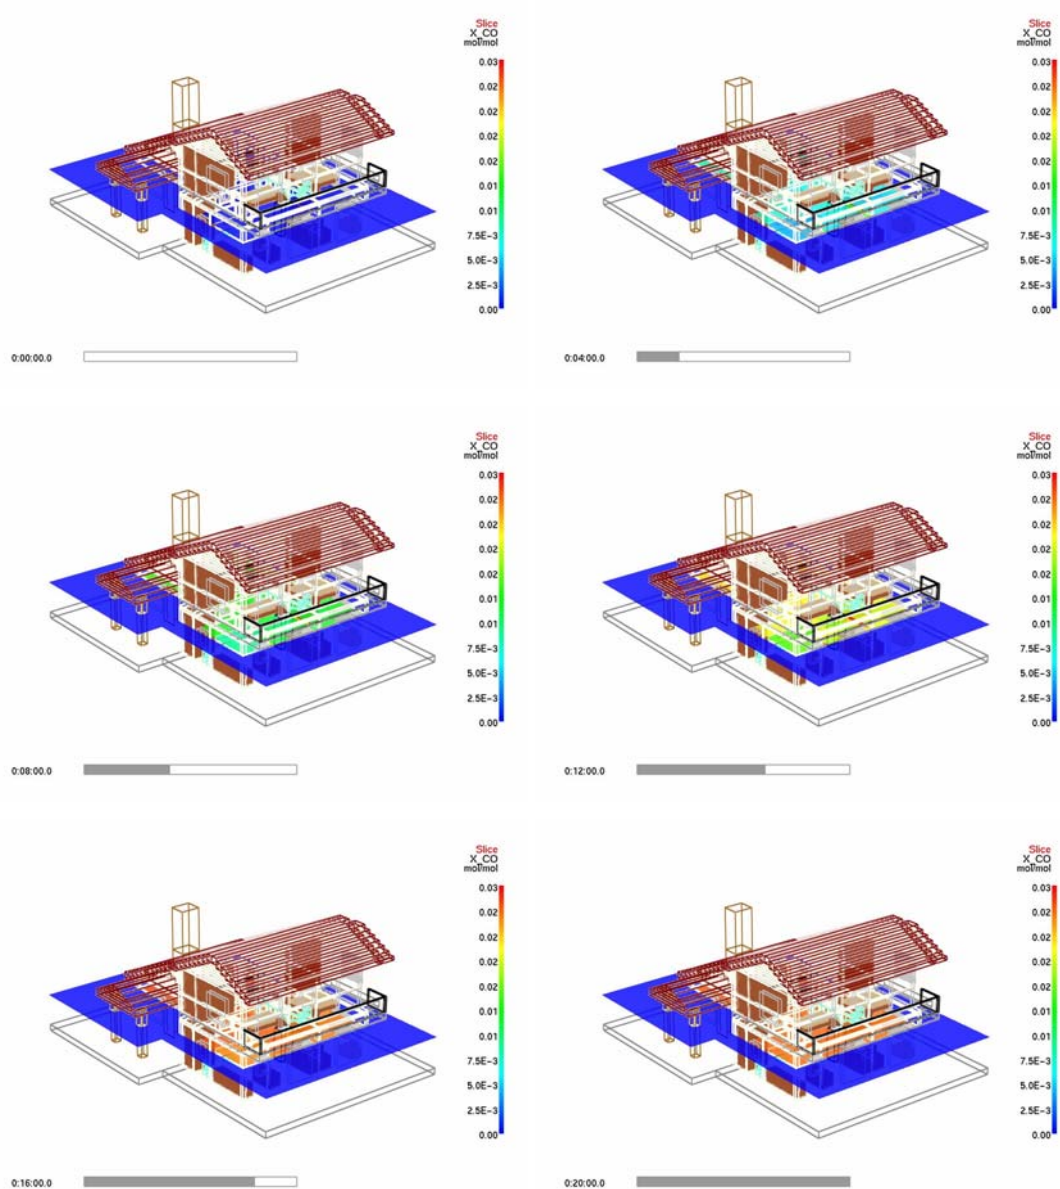 Slice
X_CO
mol/mol
0.03
0.02
0.02
0.02
0.02
0.01
0.01
7.5E-3
5.0E-3
2.5E-3
0.00
0:00:00.0
Slice
X_CO
mol/mol
0.03
0.02
0.02
0.02
0.02
0.01
0.01
7.5E-3
5.0E-3
2.5E-3
0.00
0:04:00.0
Slice
X_CO
mol/mol
0.03
0.02
0.02
0.02
0.02
0.01
0.01
7.5E-3
5.0E-3
2.5E-3
0.00
0:08:00.0
Slice
X_CO
mol/mol
0.03
0.02
0.02
0.02
0.02
0.01
0.01
7.5E-3
5.0E-3
2.5E-3
0.00
0:12:00.0
Slice
X_CO
mol/mol
0.03
0.02
0.02
0.02
0.02
0.01
0.01
7.5E-3
5.0E-3
2.5E-3
0.00
0:16:00.0
Slice
X_CO
mol/mol
0.03
0.02
0.02
0.02
0.02
0.01
0.01
7.5E-3
5.0E-3
2.5E-3
0.00
0:20:00.0